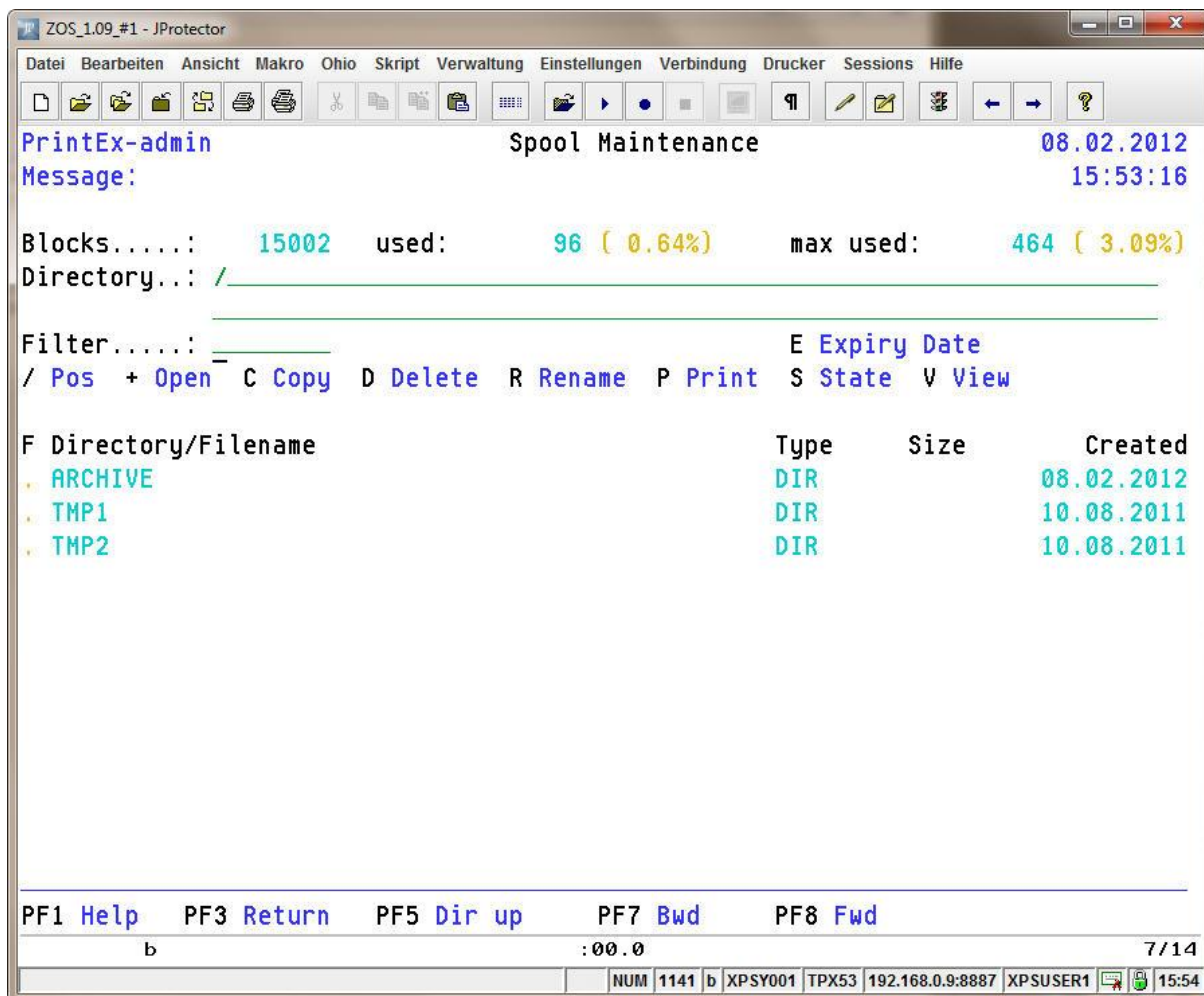 ZOS_1.09_#1 - JProtector
Datei Bearbeiten Ansicht Makro Ohio Skript Verwaltung Einstellungen Verbindung Drucker Sessions Hilfe
PrintEx-admin Spool Maintenance 08.02.2012
Message: 15:53:16
Blocks.....: 15002 used: 96 ( 0.64%) max used: 464 ( 3.09%)
Directory..: /
Filter.....: E Expiry Date
/ Pos + Open C Copy D Delete R Rename P Print S State V View
F Directory/Filename Type Size Created
. ARCHIVE DIR 08.02.2012
. TMP1 DIR 10.08.2011
. TMP2 DIR 10.08.2011
PF1 Help PF3 Return PF5 Dir up PF7 Bwd PF8 Fwd
b :00.0 7/14
NUM 1141 b XPSY001 TPX53 192.168.0.9:8887 XPSUSER1 15:54